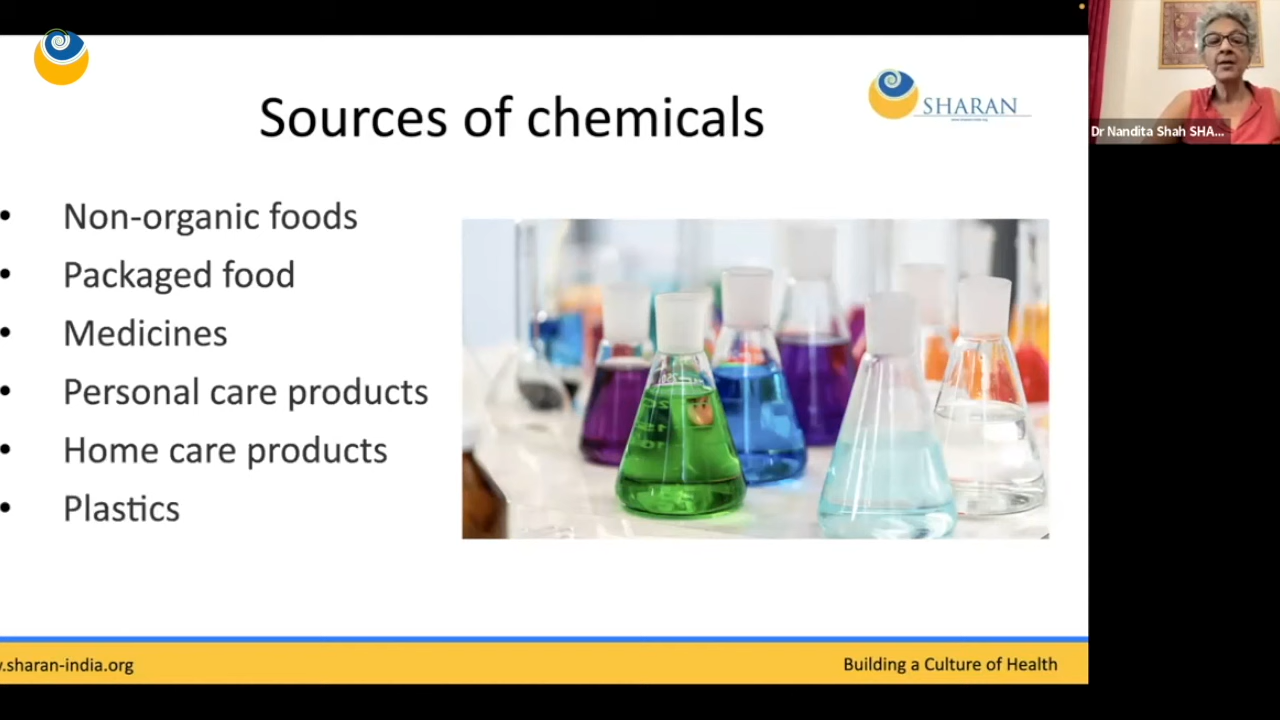 Sources of chemicals
SHARAN
Dr Nandita Shah SHA...
• Non-organic foods
• Packaged food
• Medicines
• Personal care products
• Home care products
• Plastics
.sharan-india.org
Building a Culture of Health